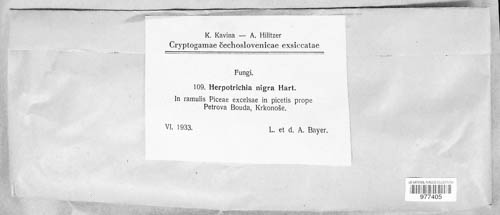 K. Kavina — A. Hilitzer
Cryptogamae čechoslovenicae exsiccatae
Fungi.
109. Herpotrichia nigra Hart.
In ramulis Piceae excelsae in picetis prope
Petrova Bouda, Krkonoše.
VI. 1933.
L. et d. A. Bayer.
977405